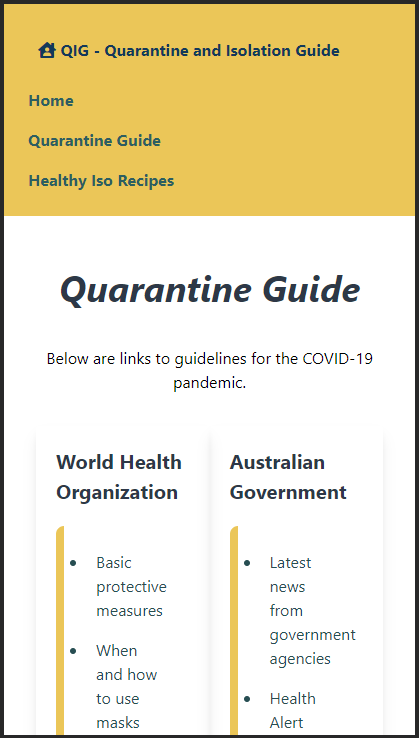 QIG - Quarantine and Isolation Guide
Home
Quarantine Guide
Healthy Iso Recipes
Quarantine Guide
Below are links to guidelines for the COVID-19
pandemic.
World Health
Organization
Basic
protective
measures
When
and how
to use
masks
Australian
Government
Latest
news
from
government
agencies
Health
Alert